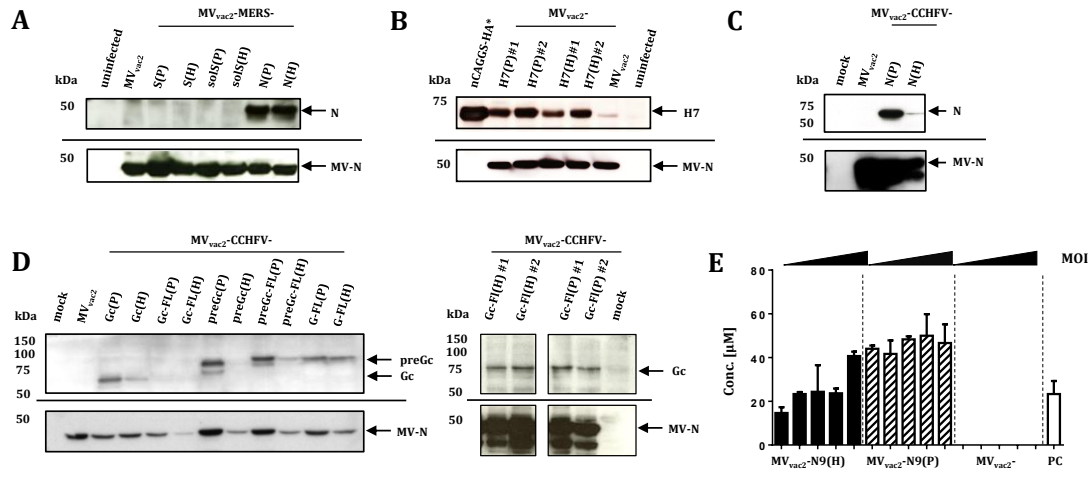 A
MVvac2-MERS-
kDa
uninfected
MVvac2
S(P)
S(H)
solS(P)
solS(H)
N(P)
N(H)
50
N
50
MV-N
B
MVvac2-
kDa
nCAGGS-HA*
H7(P)#1
H7(P)#2
H7(H)#1
H7(H)#2
MVvac2
uninfected
75
H7
50
MV-N
C
MVvac2-CCHFV-
kDa
mock
MVvac2
N(P)
N(H)
75
50
N
50
MV-N
D
MVvac2-CCHFV-
kDa
mock
MVvac2
Gc(P)
Gc(H)
Gc-FL(P)
Gc-FL(H)
preGc(P)
preGc(H)
preGc-FL(P)
preGc-FL(H)
G-FL(P)
G-FL(H)
150
100
75
50
preGc
Gc
50
MV-N
MVvac2-CCHFV-
kDa
Gc-Fl(H) #1
Gc-Fl(H) #2
Gc-Fl(P) #1
Gc-Fl(P) #2
mock
150
100
75
50
Gc
50
MV-N
E
MOI
Conc. [µM]
80
60
40
20
0
MVvac2-N9(H)
MVvac2-N9(P)
MVvac2-
PC